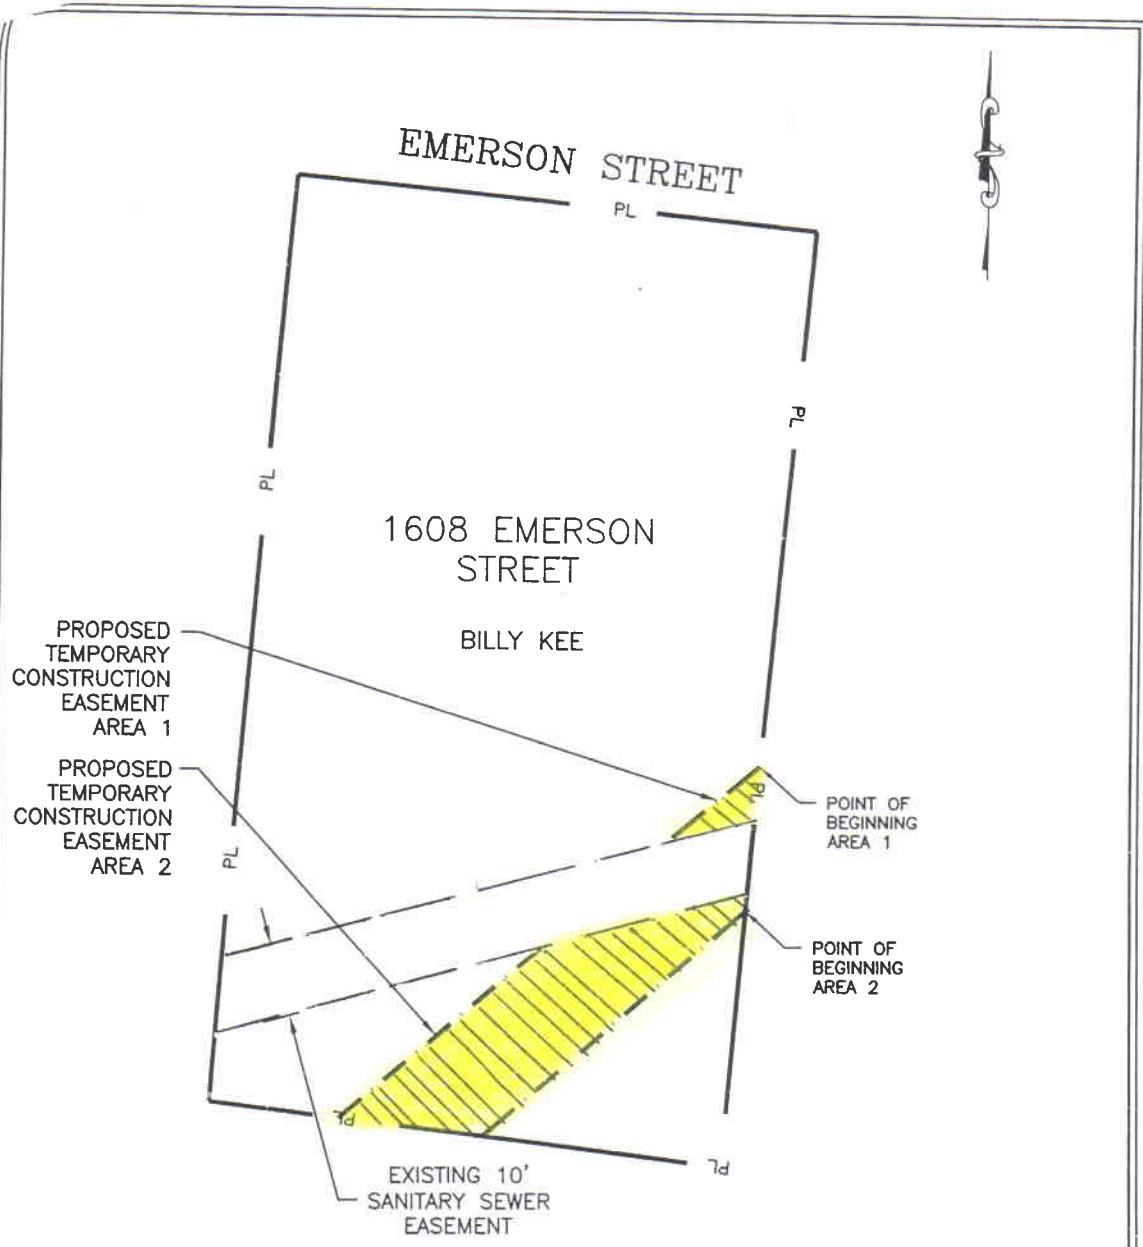 EMERSON STREET
PL
PL
PL
1608 EMERSON
STREET
BILLY KEE
PROPOSED
TEMPORARY
CONSTRUCTION
EASEMENT
AREA 1
PROPOSED
TEMPORARY
CONSTRUCTION
EASEMENT
AREA 2
PL
PL
POINT OF
BEGINNING
AREA 1
POINT OF
BEGINNING
AREA 2
PL
PL
EXISTING 10'
SANITARY SEWER
EASEMENT